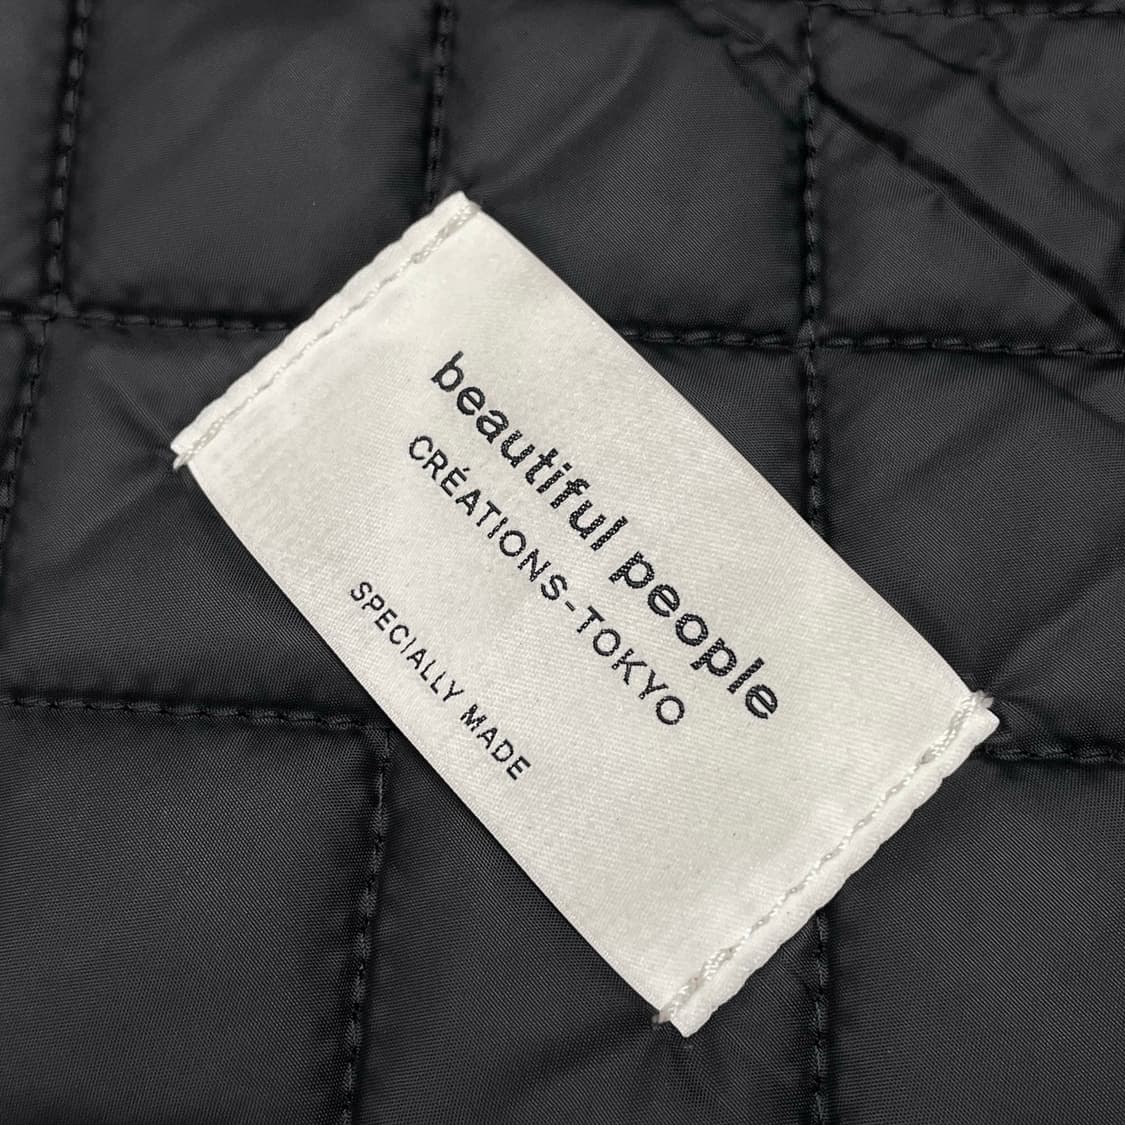 beautiful people
CRÉATIONS-TOKYO
SPECIALLY MADE